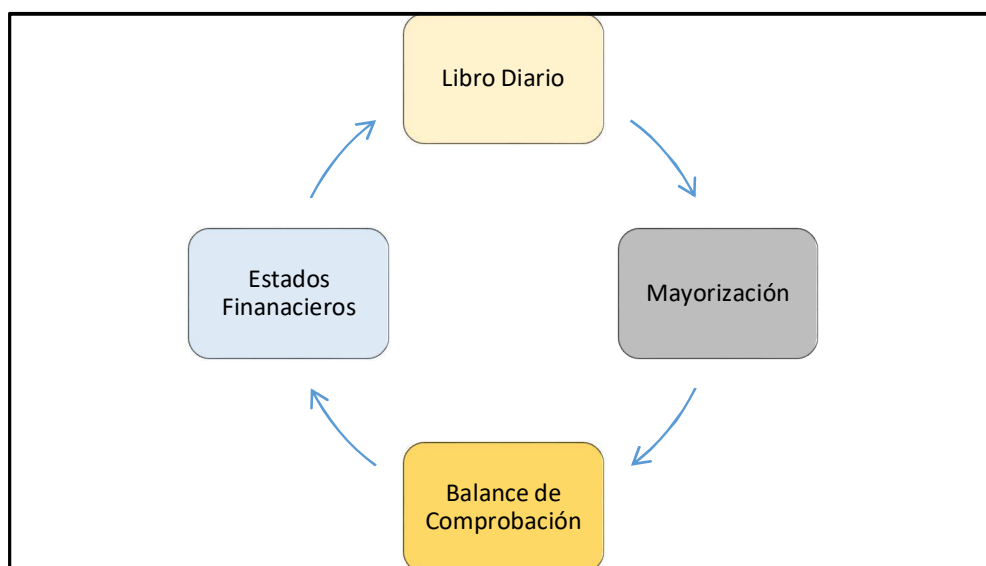 Libro Diario
Mayorización
Balance de
Comprobación
Estados
Finanacieros